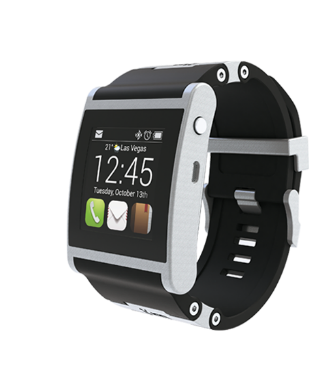 21° Las Vegas
12:45
Tuesday, October 13th